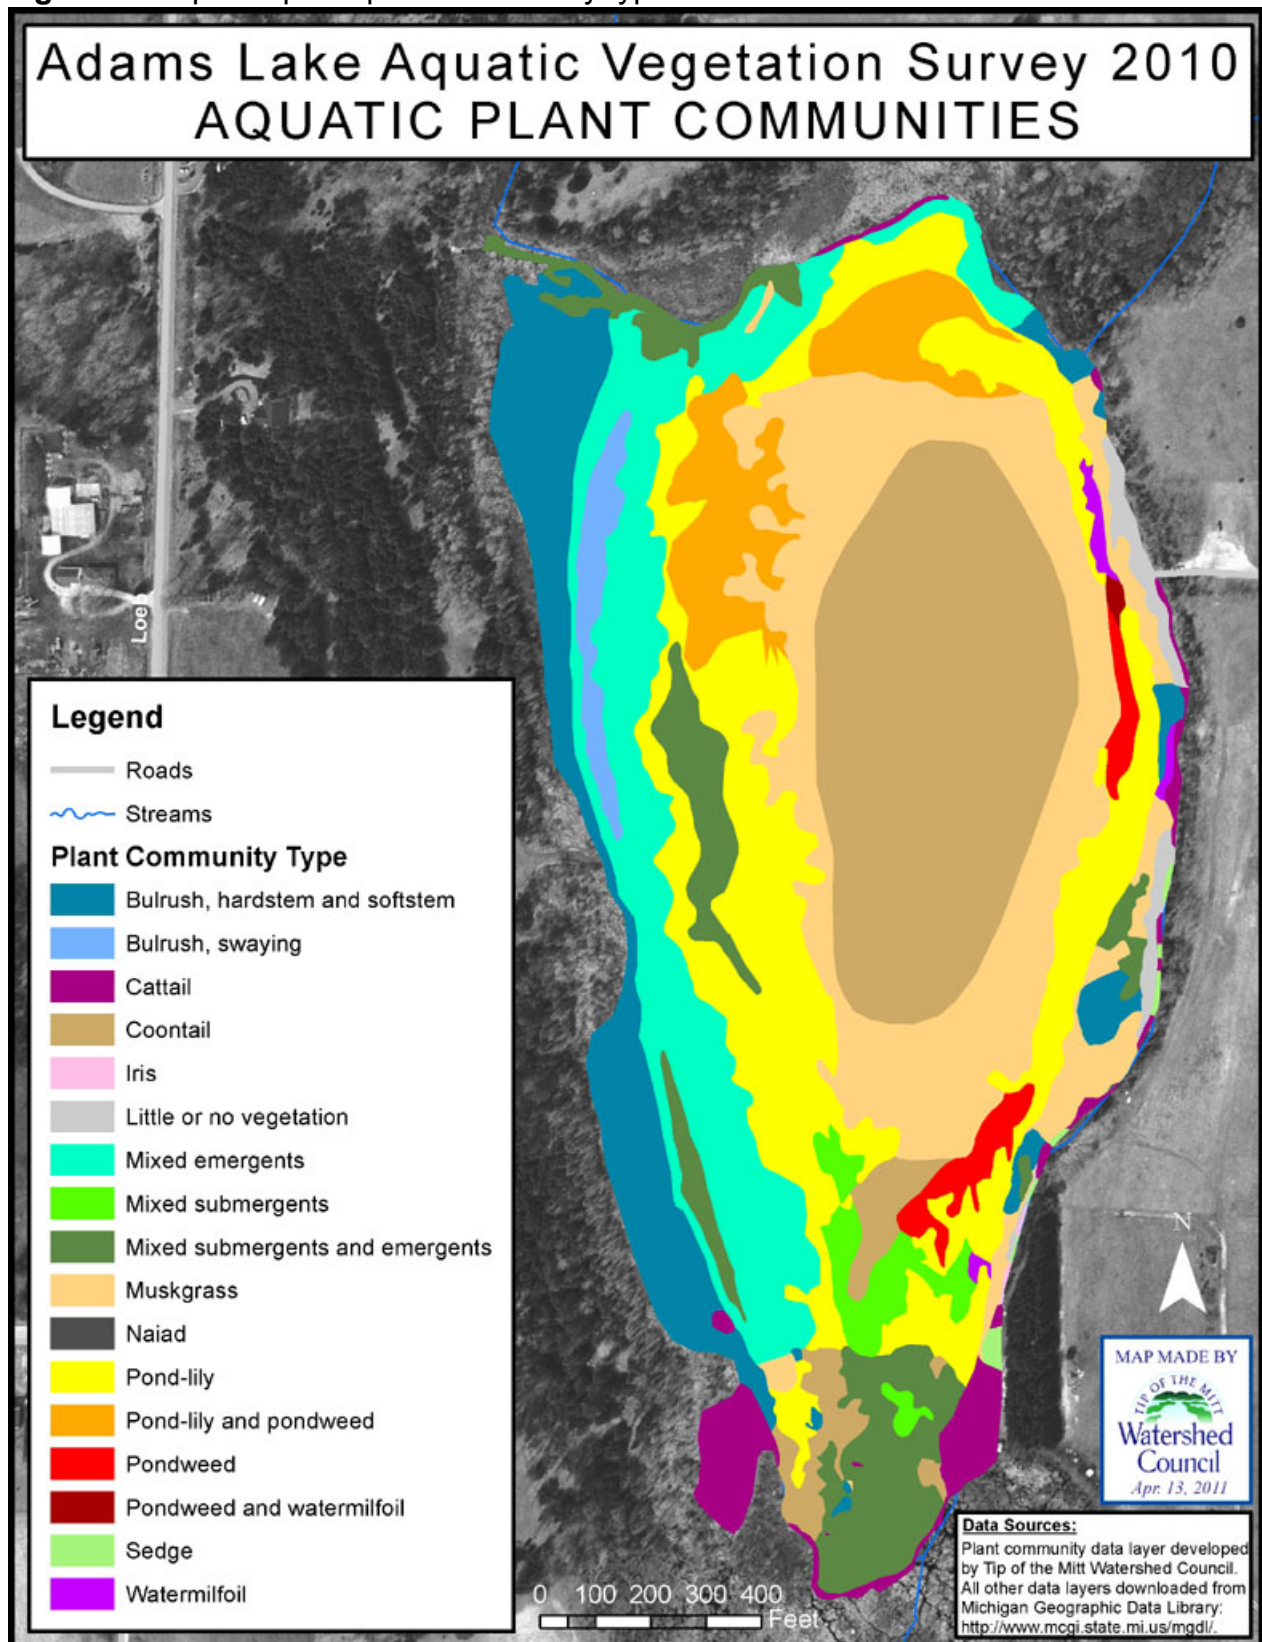 Adams Lake Aquatic Vegetation Survey 2010
AQUATIC PLANT COMMUNITIES
Loe
Legend
Roads
Streams
Plant Community Type
Bulrush, hardstem and softstem
Bulrush, swaying
Cattail
Coontail
Iris
Little or no vegetation
Mixed emergents
Mixed submergents
Mixed submergents and emergents
Muskgrass
Naiad
Pond-lily
Pond-lily and pondweed
Pondweed
Pondweed and watermilfoil
Sedge
Watermilfoil
N
MAP MADE BY
TIP OF THE MITT
Watershed
Council
Apr. 13, 2011
0 100 200 300 400
Feet
Data Sources:
Plant community data layer developed
by Tip of the Mitt Watershed Council.
All other data layers downloaded from
Michigan Geographic Data Library:
http://www.mcgi.state.mi.us/mgdl/.